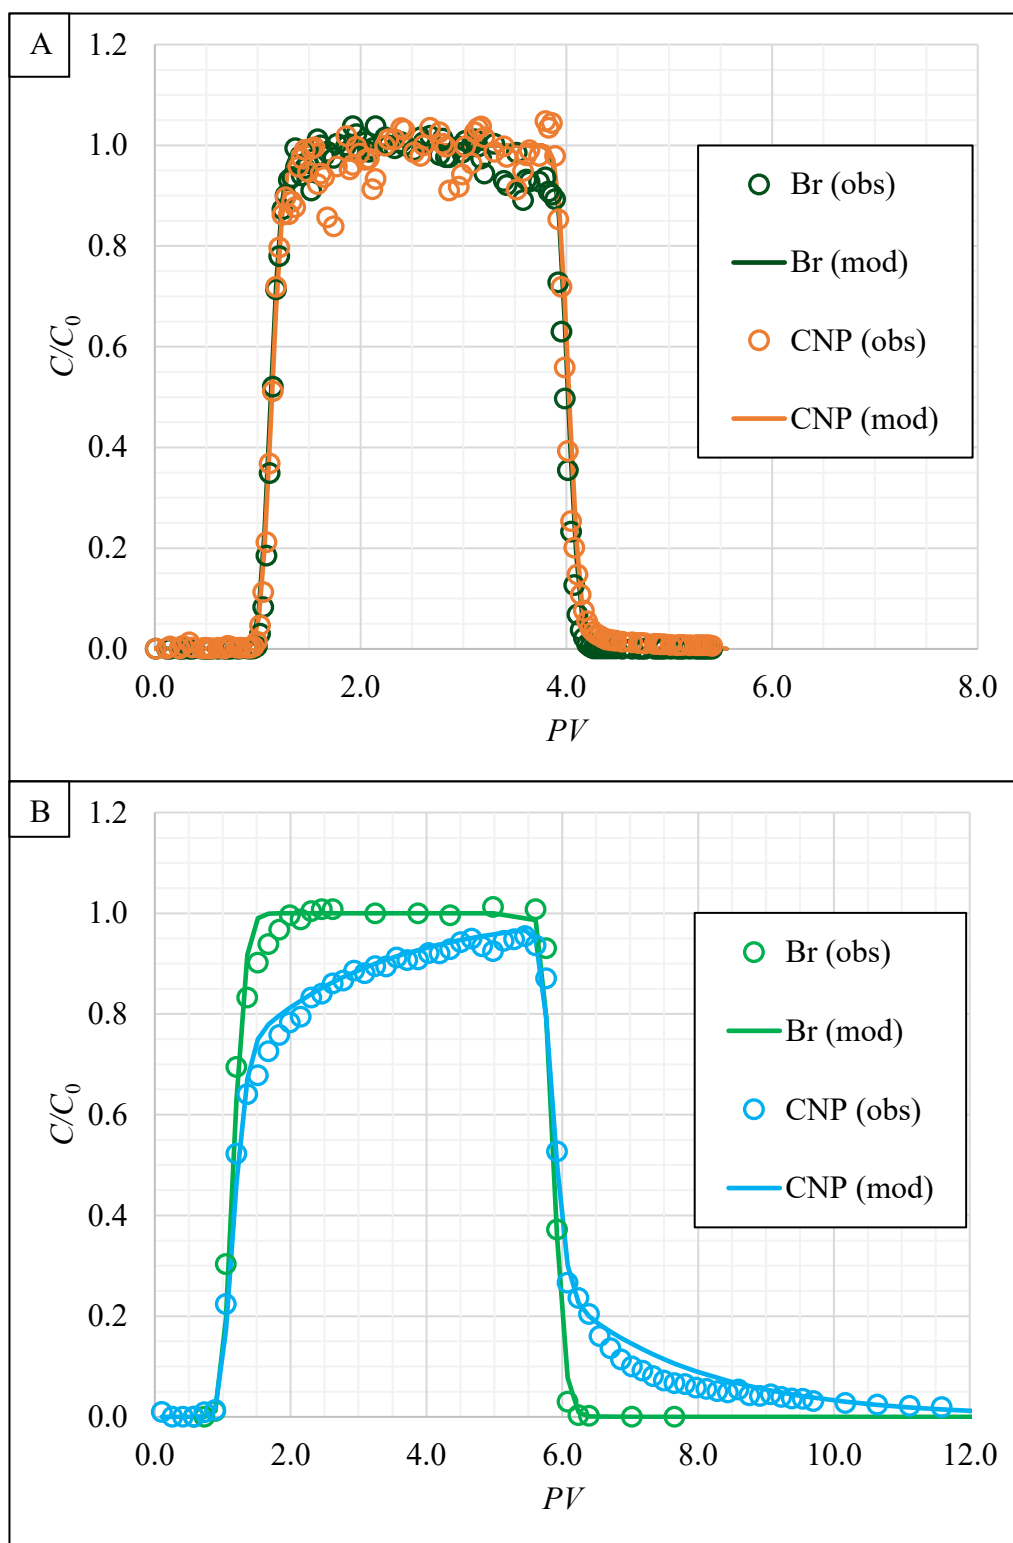 A
1.2
1.0
0.8
0.6
0.4
0.2
0.0
C/C0
0.0 2.0 4.0 6.0 8.0
PV
Br (obs)
Br (mod)
CNP (obs)
CNP (mod)
B
1.2
1.0
0.8
0.6
0.4
0.2
0.0
C/C0
0.0 2.0 4.0 6.0 8.0 10.0 12.0
PV
Br (obs)
Br (mod)
CNP (obs)
CNP (mod)